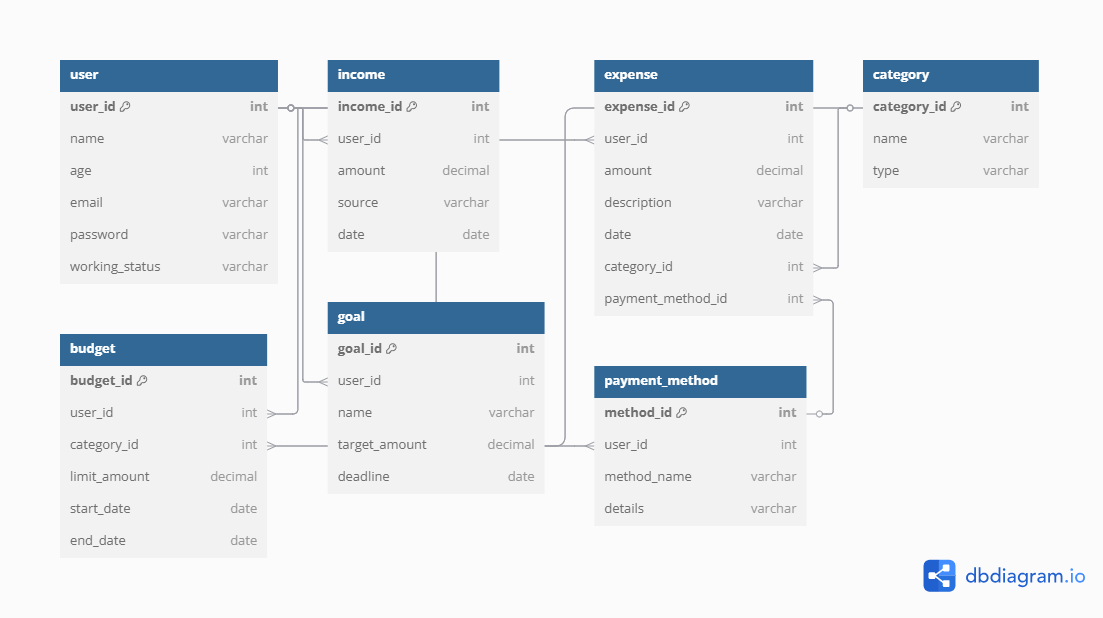 user
user_id int
name varchar
age int
email varchar
password varchar
working_status varchar
income
income_id int
user_id int
amount decimal
source varchar
date date
expense
expense_id int
user_id int
amount decimal
description varchar
date date
category_id int
payment_method_id int
category
category_id int
name varchar
type varchar
budget
budget_id int
user_id int
category_id int
limit_amount decimal
start_date date
end_date date
goal
goal_id int
user_id int
name varchar
target_amount decimal
deadline date
payment_method
method_id int
user_id int
method_name varchar
details varchar
dbdiagram.io